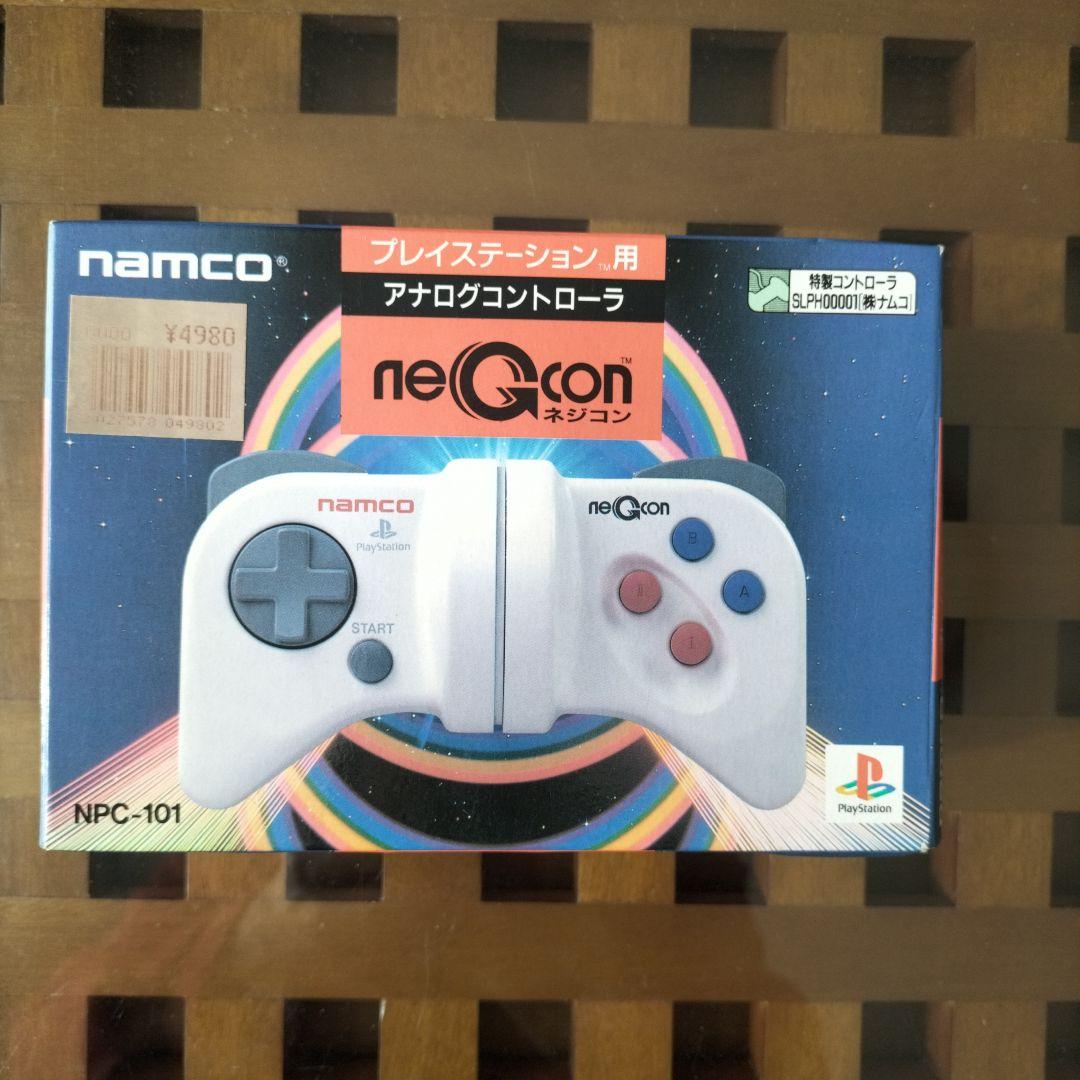 namco®
プレイステーション™用
アナログコントローラ
neGcon™
ネジコン
特製コントローラ
SLPH00001[(株)ナムコ]
¥4980
049802
namco
PlayStation
START
neGcon
B
A
II
I
NPC-101
PlayStation